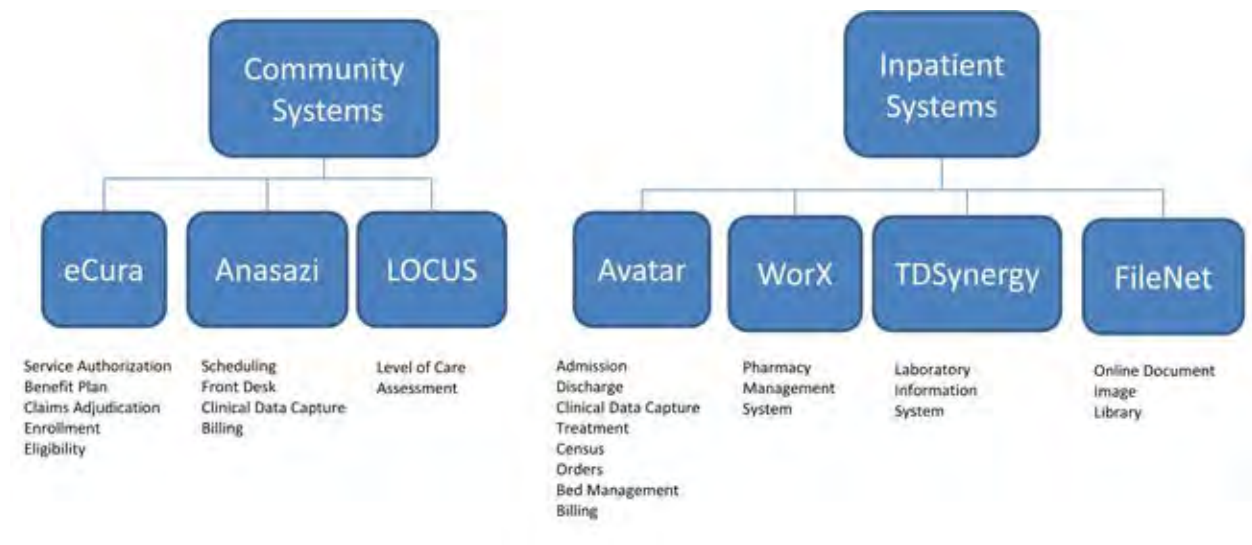 Community
Systems
Inpatient
Systems
eCura
Anasazi
LOCUS
Avatar
WorX
TDSynergy
FileNet
Service Authorization
Benefit Plan
Claims Adjudication
Enrollment
Eligibility
Scheduling
Front Desk
Clinical Data Capture
Billing
Level of Care
Assessment
Admission
Discharge
Clinical Data Capture
Treatment
Census
Orders
Bed Management
Billing
Pharmacy
Management
System
Laboratory
Information
System
Online Document
Image
Library